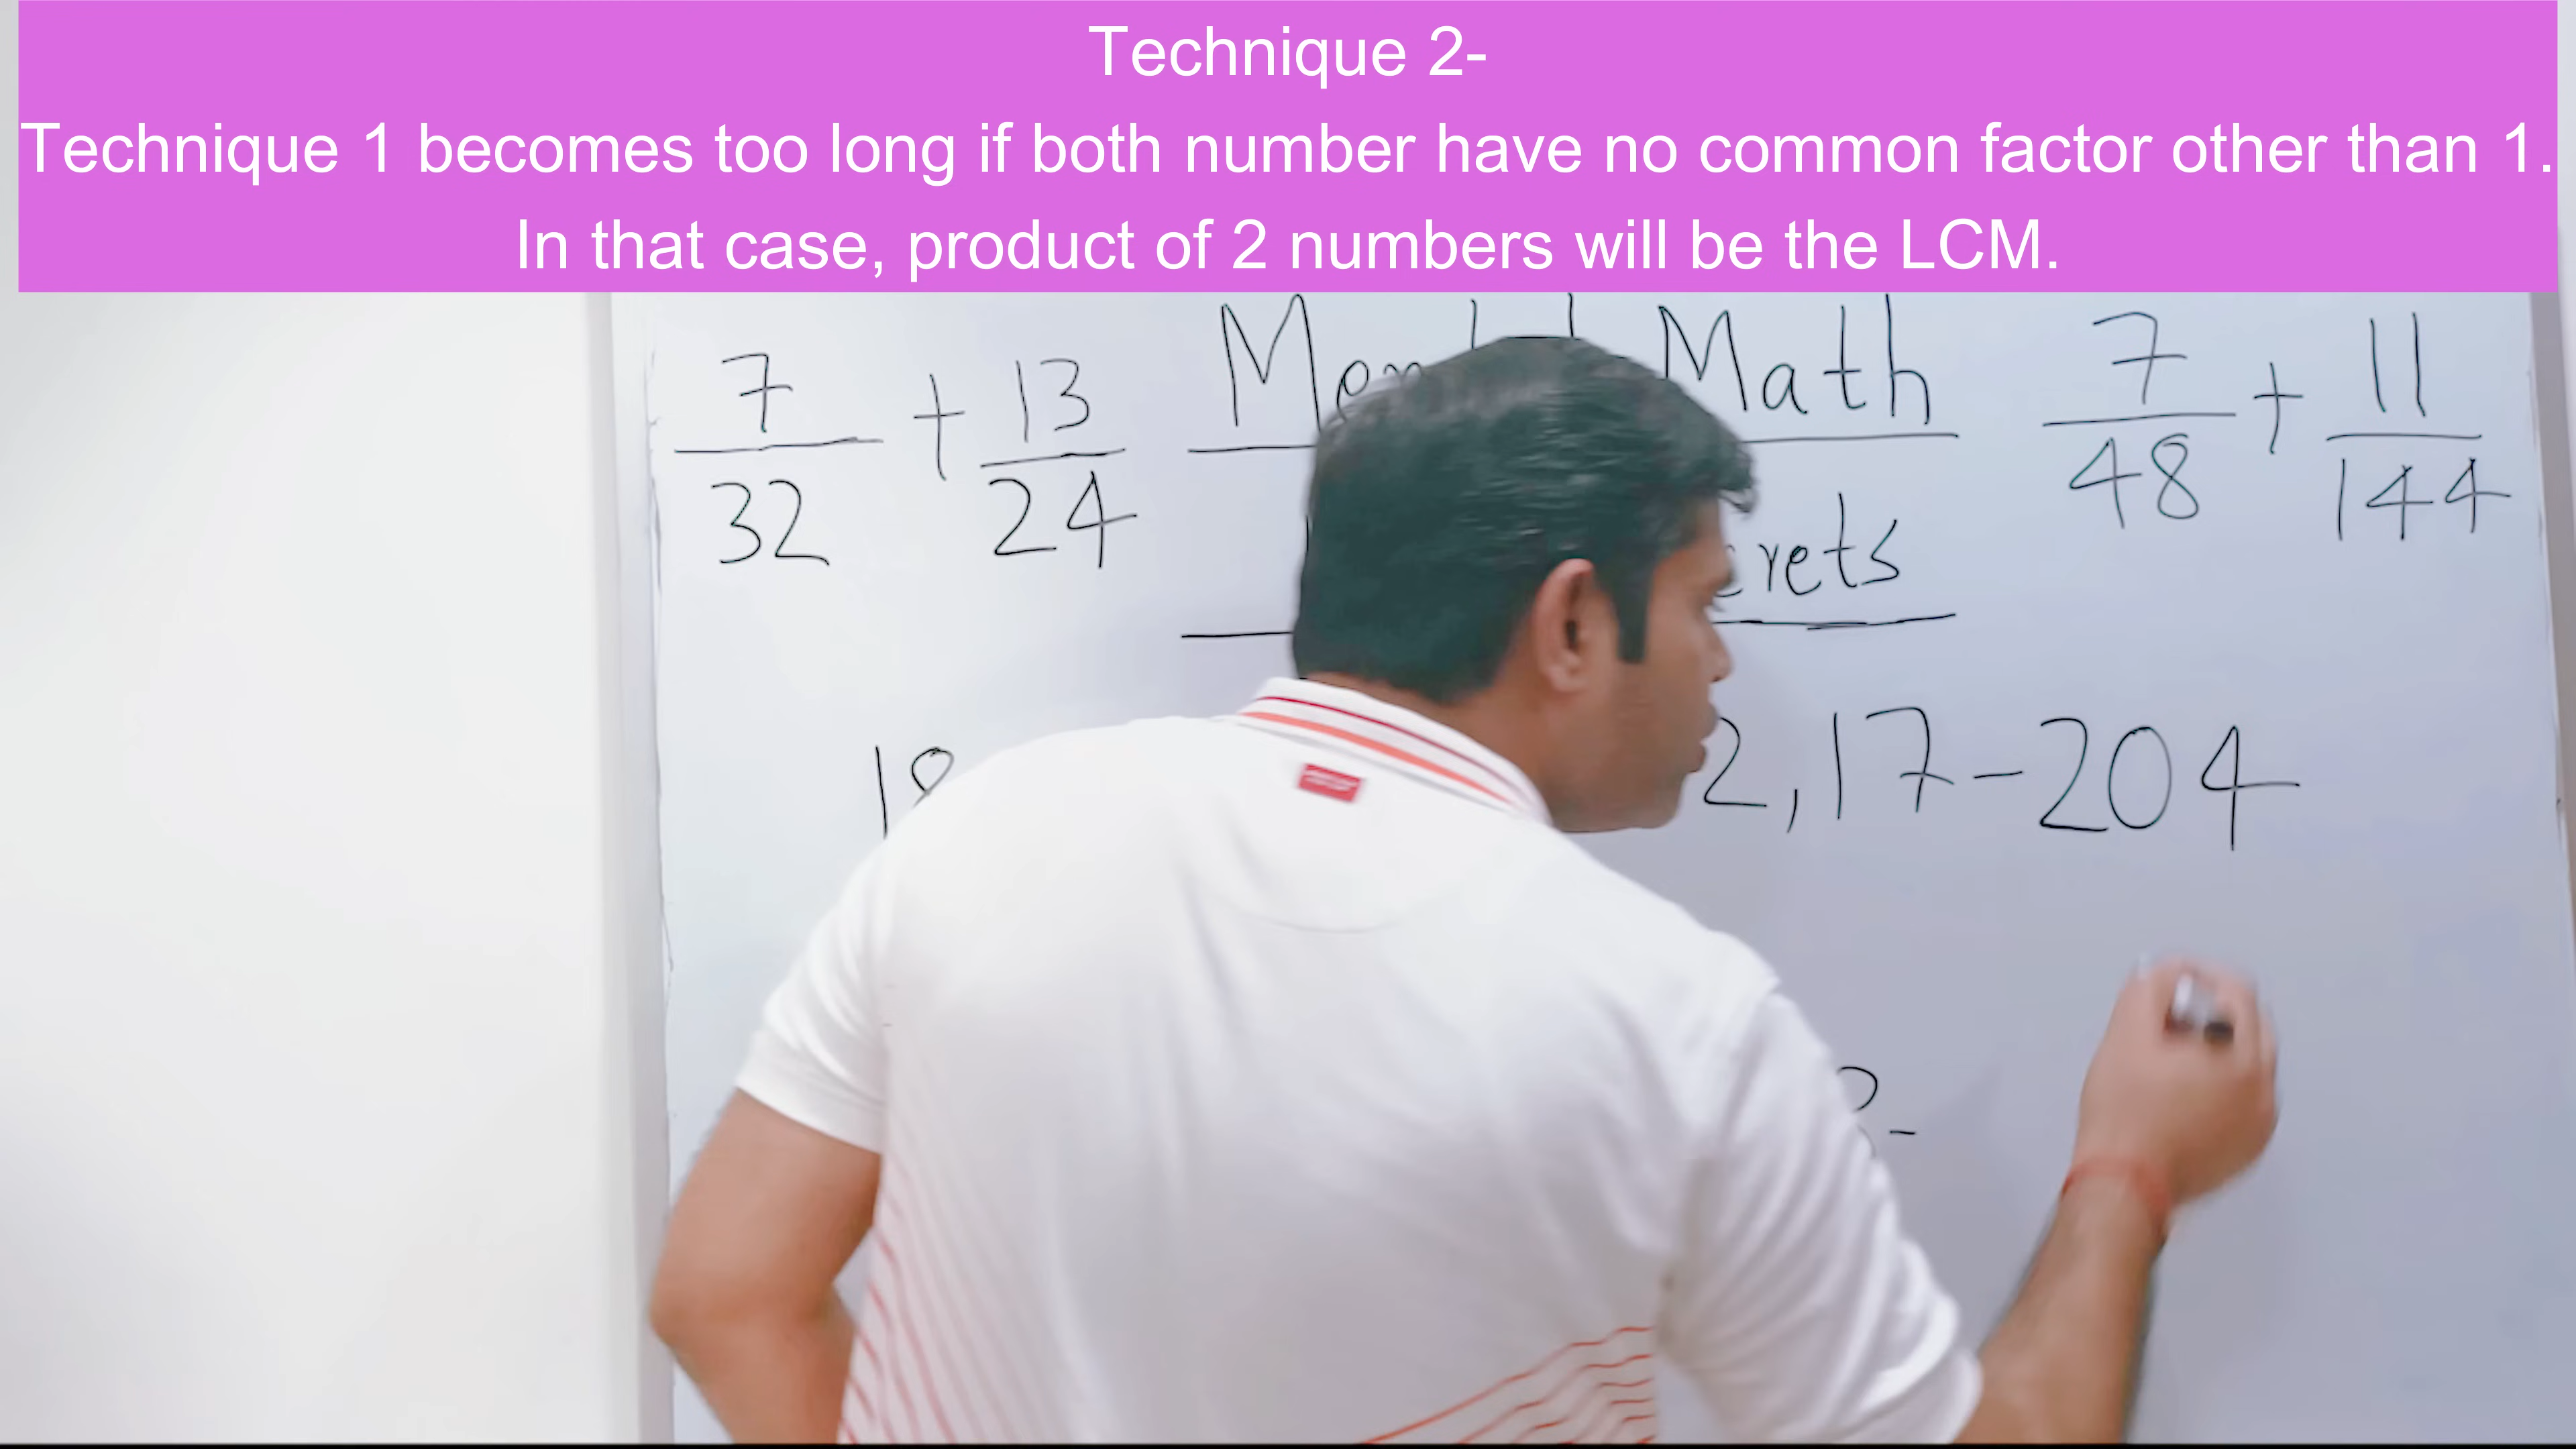 Technique 2-
Technique 1 becomes too long if both number have no common factor other than 1.
In that case, product of 2 numbers will be the LCM.
7/32 + 13/24
Math
7/48 + 11/144
2,17-204